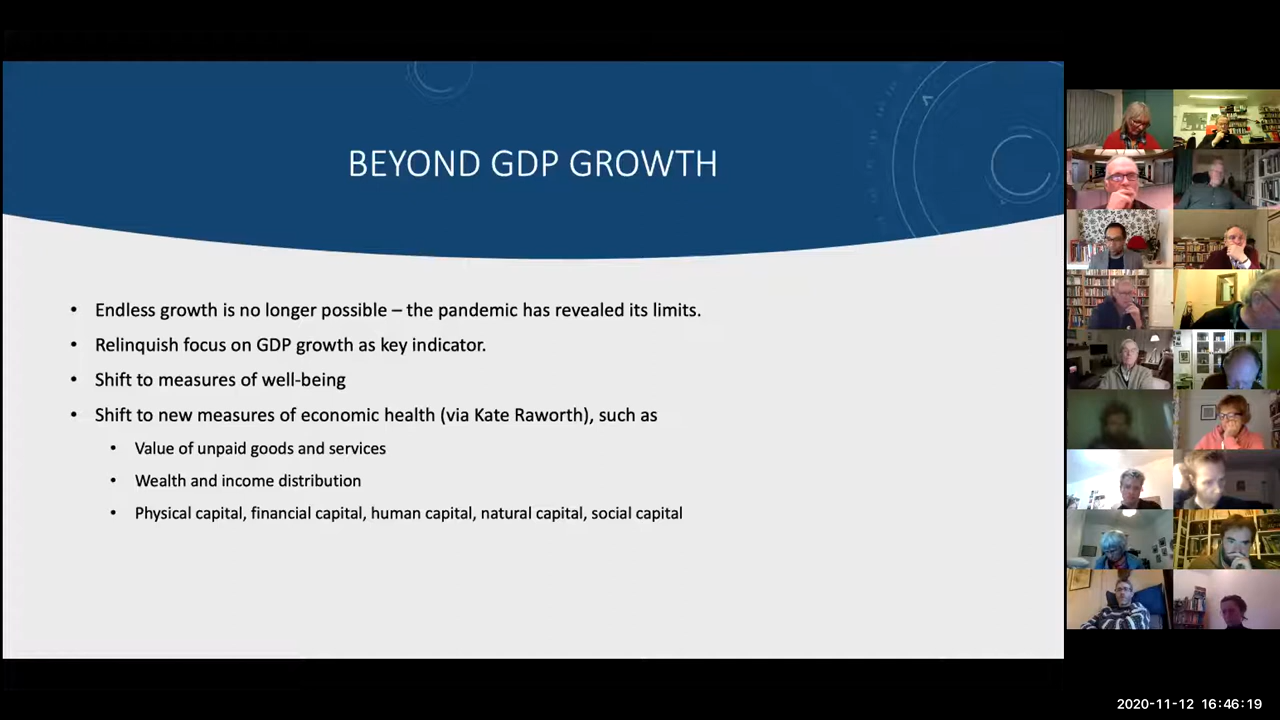 BEYOND GDP GROWTH
• Endless growth is no longer possible – the pandemic has revealed its limits.
• Relinquish focus on GDP growth as key indicator.
• Shift to measures of well-being
• Shift to new measures of economic health (via Kate Raworth), such as
• Value of unpaid goods and services
• Wealth and income distribution
• Physical capital, financial capital, human capital, natural capital, social capital
2020-11-12 16:46:19